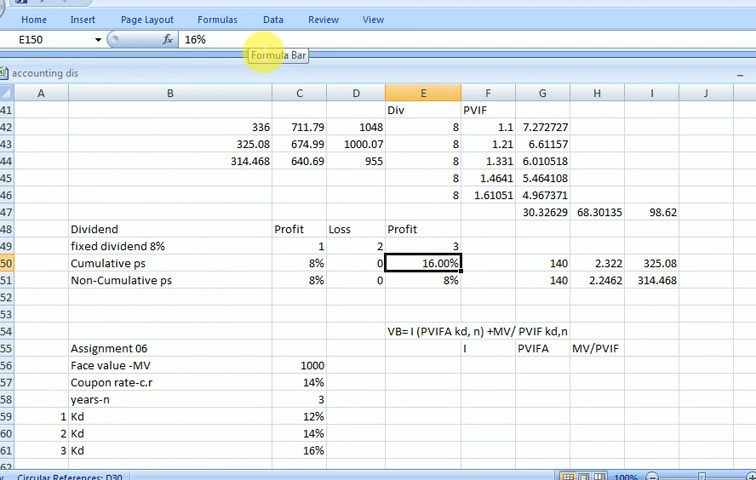 Home Insert Page Layout Formulas Data Review View
E150 fx 16%
Formula Bar
accounting dis
A B C D E F G H I J
41 Div PVIF
42 336 711.79 1048 8 1.1 7.272727
43 325.08 674.99 1000.07 8 1.21 6.61157
44 314.468 640.69 955 8 1.331 6.010518
45 8 1.4641 5.464108
46 8 1.61051 4.967371
47 30.32629 68.30135 98.62
48 Dividend Profit Loss Profit
49 fixed dividend 8% 1 2 3
50 Cumulative ps 8% 0 16.00% 140 2.322 325.08
51 Non-Cumulative ps 8% 0 8% 140 2.2462 314.468
52
53
54 VB= I (PVIFA kd, n) +MV/ PVIF kd,n
55 Assignment 06 I PVIFA MV/PVIF
56 Face value -MV 1000
57 Coupon rate-c.r 14%
58 years-n 3
59 1 Kd 12%
60 2 Kd 14%
61 3 Kd 16%
62
Circular References: D30 100%